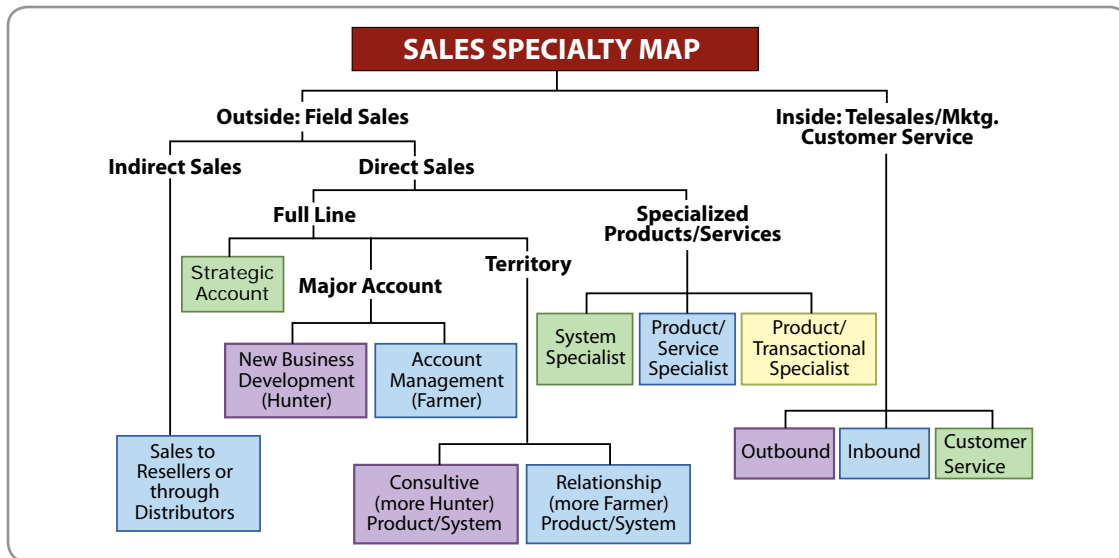 SALES SPECIALTY MAP
Outside: Field Sales
Inside: Telesales/Mktg.
Customer Service
Indirect Sales
Direct Sales
Full Line
Specialized
Products/Services
Strategic
Account
Major Account
Territory
New Business
Development
(Hunter)
Account
Management
(Farmer)
System
Specialist
Product/
Service
Specialist
Product/
Transactional
Specialist
Sales to
Resellers or
through
Distributors
Consultive
(more Hunter)
Product/System
Relationship
(more Farmer)
Product/System
Outbound
Inbound
Customer
Service